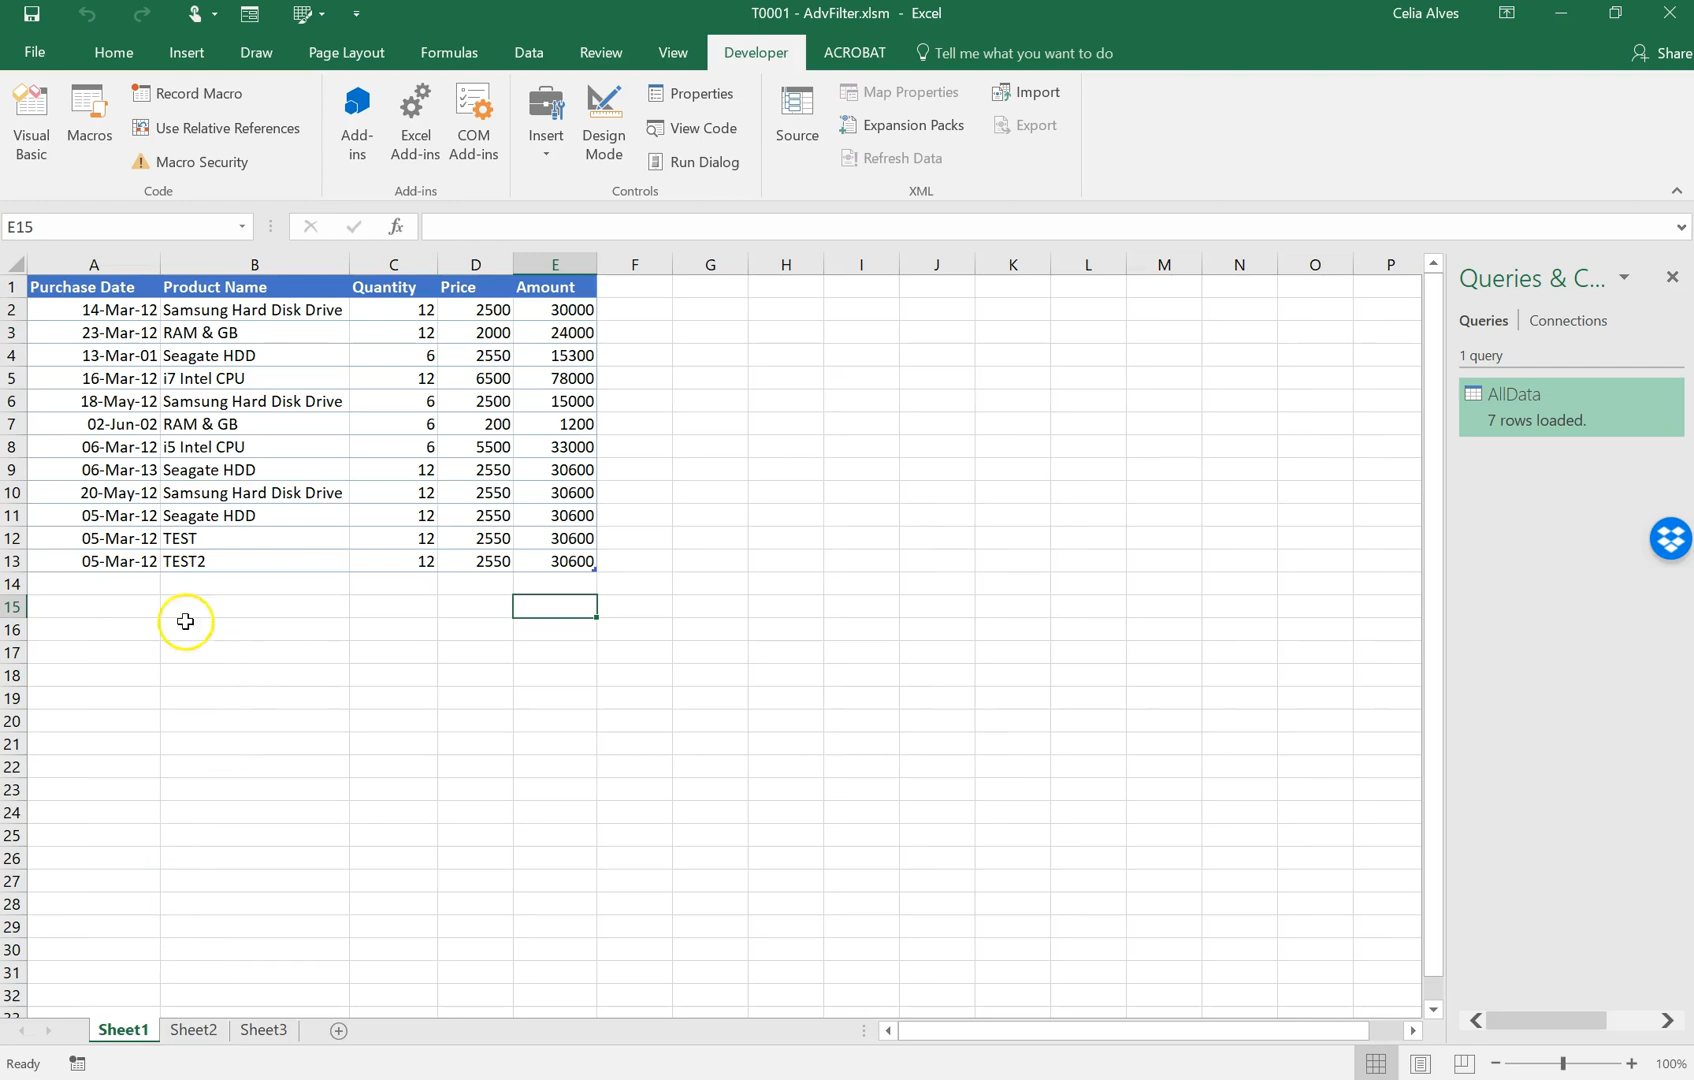 T0001 - AdvFilter.xlsm - Excel
Celia Alves
File Home Insert Draw Page Layout Formulas Data Review View Developer ACROBAT Tell me what you want to do Share
Visual Basic
Macros
Record Macro
Use Relative References
Macro Security
Code
Add-ins
Excel Add-ins
COM Add-ins
Add-ins
Insert
Design Mode
Properties
View Code
Run Dialog
Controls
Source
Map Properties
Expansion Packs
Refresh Data
Import
Export
XML
E15
fx
A B C D E F G H I J K L M N O P
1 Purchase Date Product Name Quantity Price Amount
2 14-Mar-12 Samsung Hard Disk Drive 12 2500 30000
3 23-Mar-12 RAM & GB 12 2000 24000
4 13-Mar-01 Seagate HDD 6 2550 15300
5 16-Mar-12 i7 Intel CPU 12 6500 78000
6 18-May-12 Samsung Hard Disk Drive 6 2500 15000
7 02-Jun-02 RAM & GB 6 200 1200
8 06-Mar-12 i5 Intel CPU 6 5500 33000
9 06-Mar-13 Seagate HDD 12 2550 30600
10 20-May-12 Samsung Hard Disk Drive 12 2550 30600
11 05-Mar-12 Seagate HDD 12 2550 30600
12 05-Mar-12 TEST 12 2550 30600
13 05-Mar-12 TEST2 12 2550 30600
14
15
16
17
18
19
20
21
22
23
24
25
26
27
28
29
30
31
32
Queries & C...
Queries Connections
1 query
AllData
7 rows loaded.
Sheet1 Sheet2 Sheet3
Ready
100%